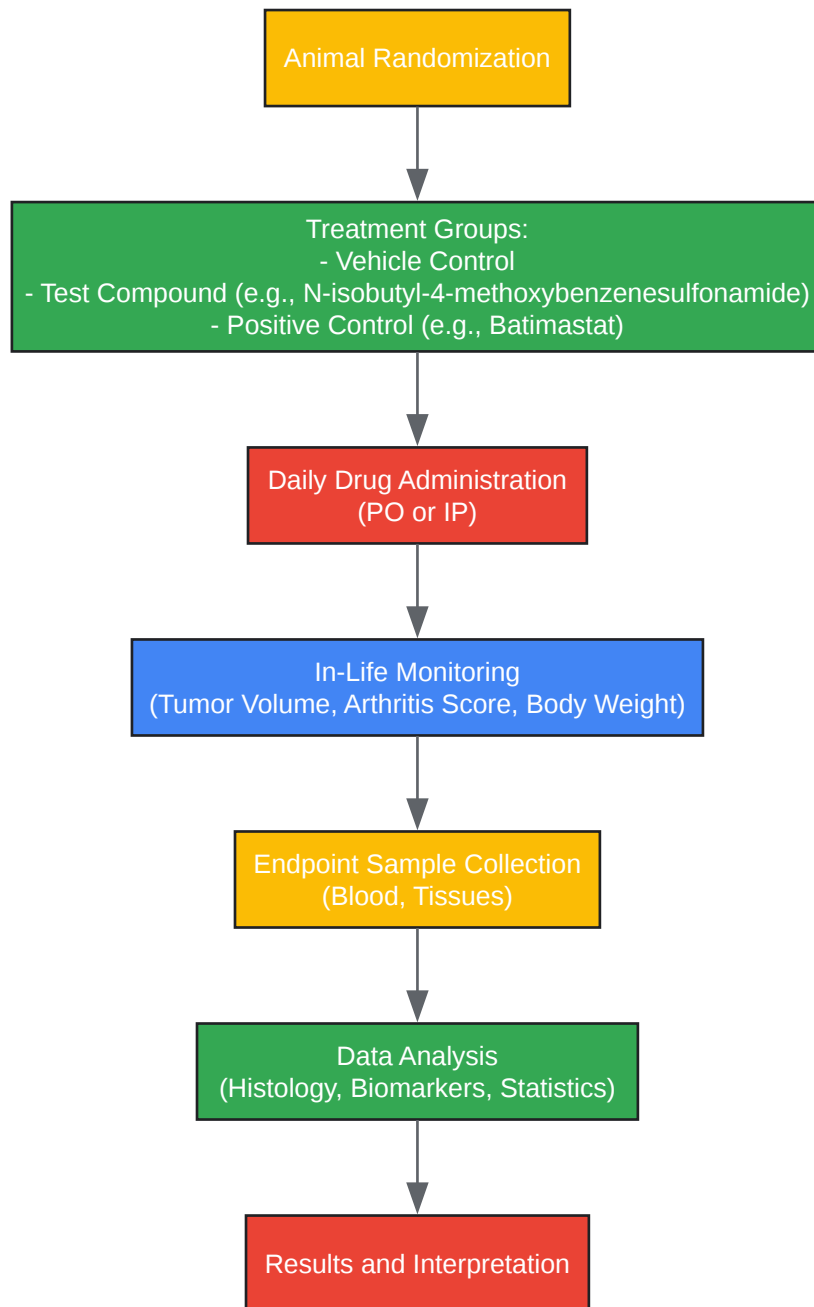 Animal Randomization
Treatment Groups:
- Vehicle Control
- Test Compound (e.g., N-isobutyl-4-methoxybenzenesulfonamide)
- Positive Control (e.g., Batimastat)
Daily Drug Administration
(PO or IP)
In-Life Monitoring
(Tumor Volume, Arthritis Score, Body Weight)
Endpoint Sample Collection
(Blood, Tissues)
Data Analysis
(Histology, Biomarkers, Statistics)
Results and Interpretation